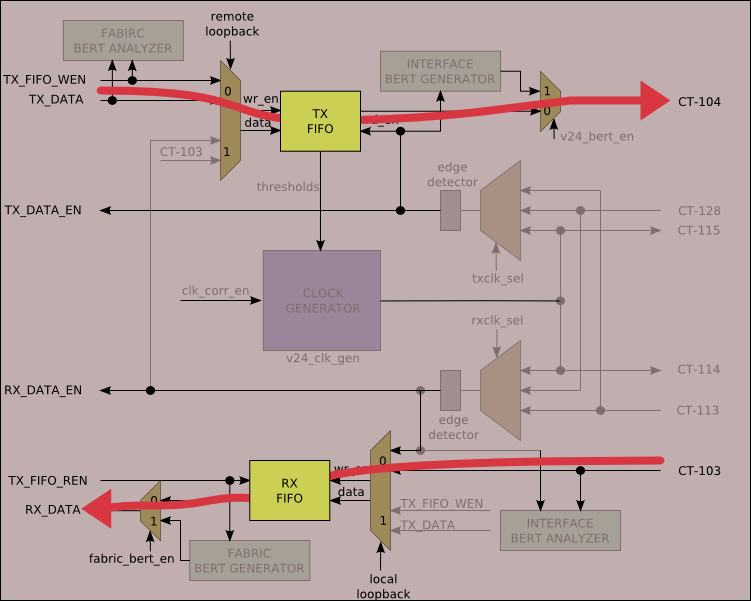 remote
loopback
FABIRC
BERT ANALYZER
INTERFACE
BERT GENERATOR
TX_FIFO_WEN
TX_DATA
0
1
wr_en
data
TX
FIFO
1
0
CT-104
v24_bert_en
CT-103
thresholds
edge
detector
TX_DATA_EN
CT-128
CT-115
txclk_sel
clk_corr_en
CLOCK
GENERATOR
v24_clk_gen
rxclk_sel
RX_DATA_EN
CT-114
CT-113
edge
detector
TX_FIFO_REN
RX_DATA
0
1
RX
FIFO
data
0
1
CT-103
TX_FIFO_WEN
TX_DATA
INTERFACE
BERT ANALYZER
fabric_bert_en
FABRIC
BERT GENERATOR
local
loopback